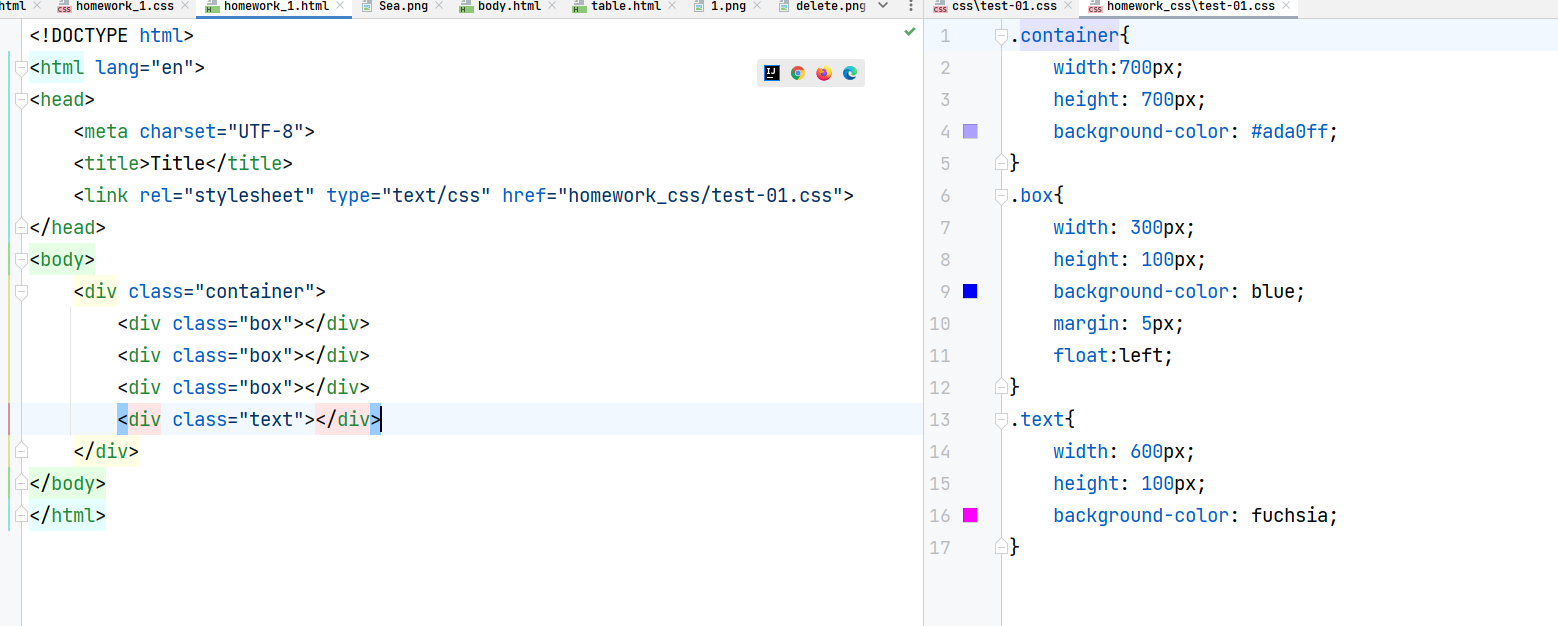 html homework_1.css homework_1.html Sea.png body.html table.html 1.png delete.png css\test-01.css homework_css\test-01.css
<!DOCTYPE html>
<html lang="en">
<head>
    <meta charset="UTF-8">
    <title>Title</title>
    <link rel="stylesheet" type="text/css" href="homework_css/test-01.css">
</head>
<body>
    <div class="container">
        <div class="box"></div>
        <div class="box"></div>
        <div class="box"></div>
        <div class="text"></div>
    </div>
</body>
</html>
1 .container{
2     width:700px;
3     height: 700px;
4     background-color: #ada0ff;
5 }
6 .box{
7     width: 300px;
8     height: 100px;
9     background-color: blue;
10     margin: 5px;
11     float:left;
12 }
13 .text{
14     width: 600px;
15     height: 100px;
16     background-color: fuchsia;
17 }